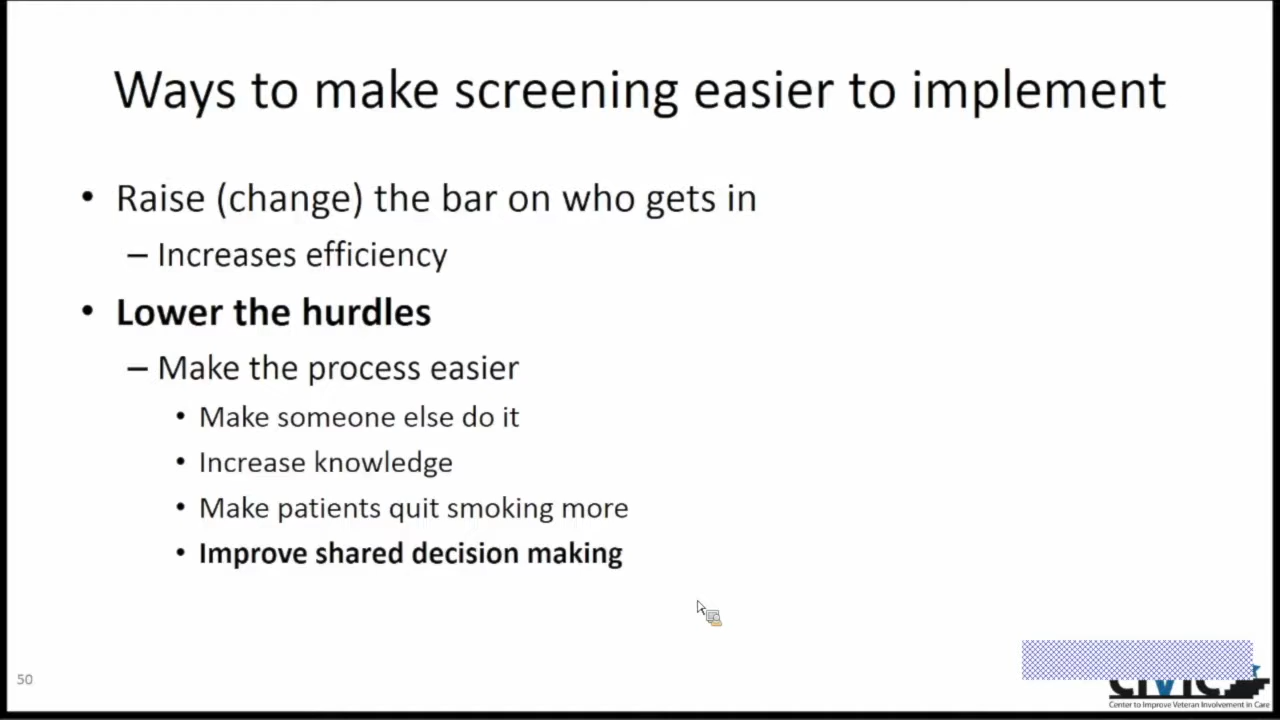 Ways to make screening easier to implement
• Raise (change) the bar on who gets in
– Increases efficiency
• Lower the hurdles
– Make the process easier
• Make someone else do it
• Increase knowledge
• Make patients quit smoking more
• Improve shared decision making
50
CIVIC
Center to Improve Veteran Involvement in Care